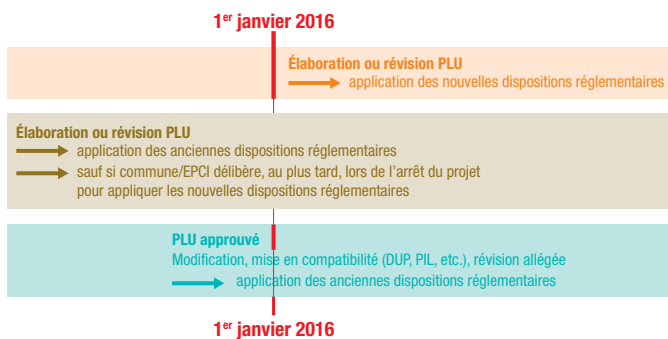 1er janvier 2016
Élaboration ou révision PLU
application des nouvelles dispositions réglementaires
Élaboration ou révision PLU
application des anciennes dispositions réglementaires
sauf si commune/EPCI délibère, au plus tard, lors de l'arrêt du projet
pour appliquer les nouvelles dispositions réglementaires
PLU approuvé
Modification, mise en compatibilité (DUP, PIL, etc.), révision allégée
application des anciennes dispositions réglementaires
1er janvier 2016